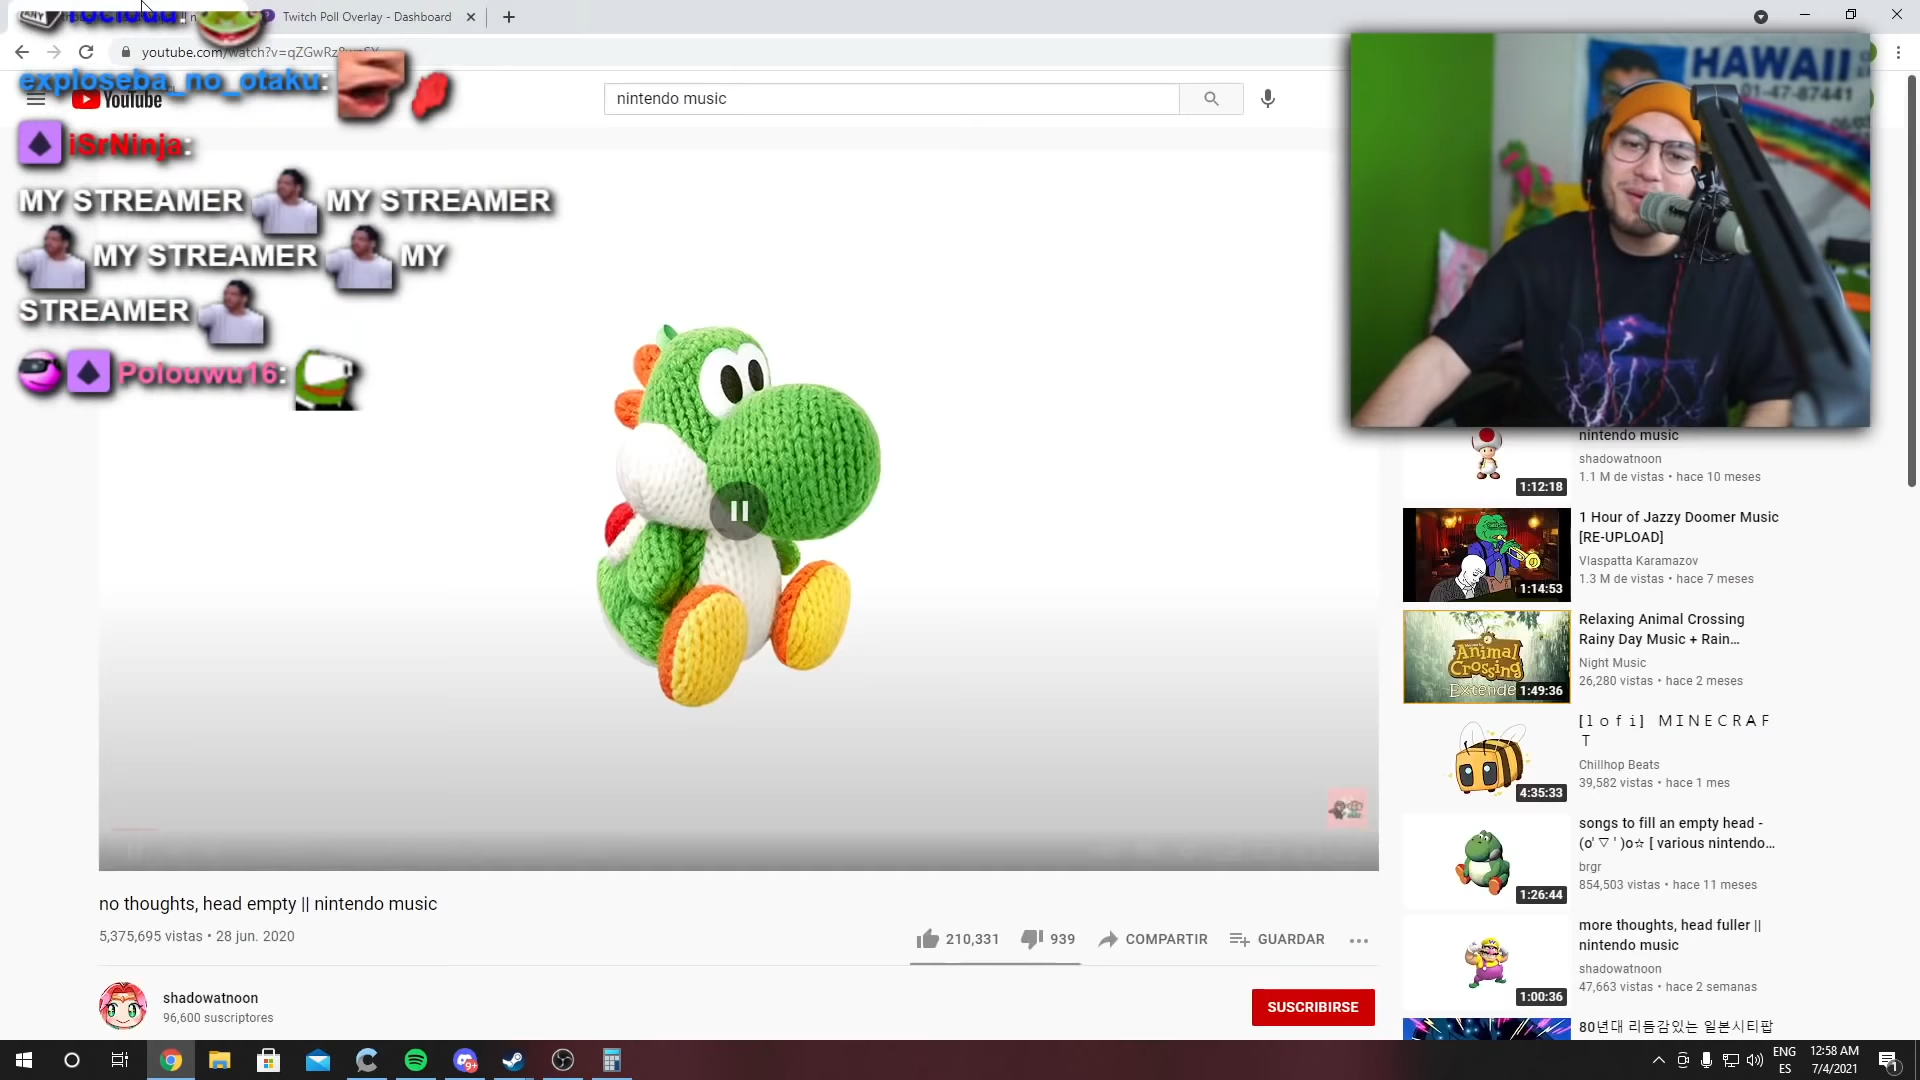 Twitch Poll Overlay - Dashboard
youtube.com/watch?v=qZGwRz
exploseba_no_otaku:
YouTube
nintendo music
iSrNinja:
MY STREAMER MY STREAMER
MY STREAMER MY
STREAMER
Polouwu16:
HAWAII
01-47-87441
nintendo music
shadowatnoon
1.1 M de vistas • hace 10 meses
1:12:18
1 Hour of Jazzy Doomer Music
[RE-UPLOAD]
Vlaspatta Karamazov
1.3 M de vistas • hace 7 meses
1:14:53
Relaxing Animal Crossing
Rainy Day Music + Rain...
Night Music
26,280 vistas • hace 2 meses
Animal
Crossing
Extende
1:49:36
[ l o f i ] M I N E C R A F
T
Chillhop Beats
39,582 vistas • hace 1 mes
4:35:33
songs to fill an empty head -
(o' ▽ ' )o☆ [ various nintendo...
brgr
854,503 vistas • hace 11 meses
1:26:44
more thoughts, head fuller ||
nintendo music
shadowatnoon
47,663 vistas • hace 2 semanas
1:00:36
80년대 리듬감있는 일본시티팝
no thoughts, head empty || nintendo music
5,375,695 vistas • 28 jun. 2020
210,331 939 COMPARTIR GUARDAR
shadowatnoon
96,600 suscriptores
SUSCRIBIRSE
9+
ENG
ES
12:58 AM
7/4/2021
1